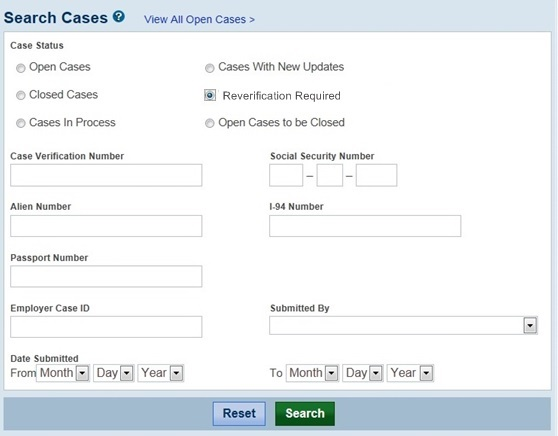 Search Cases ? View All Open Cases >
Case Status
Open Cases Cases With New Updates
Closed Cases Reverification Required
Cases In Process Open Cases to be Closed
Case Verification Number Social Security Number
– –
Alien Number I-94 Number
Passport Number
Employer Case ID Submitted By
Date Submitted
From Month Day Year To Month Day Year
Reset Search